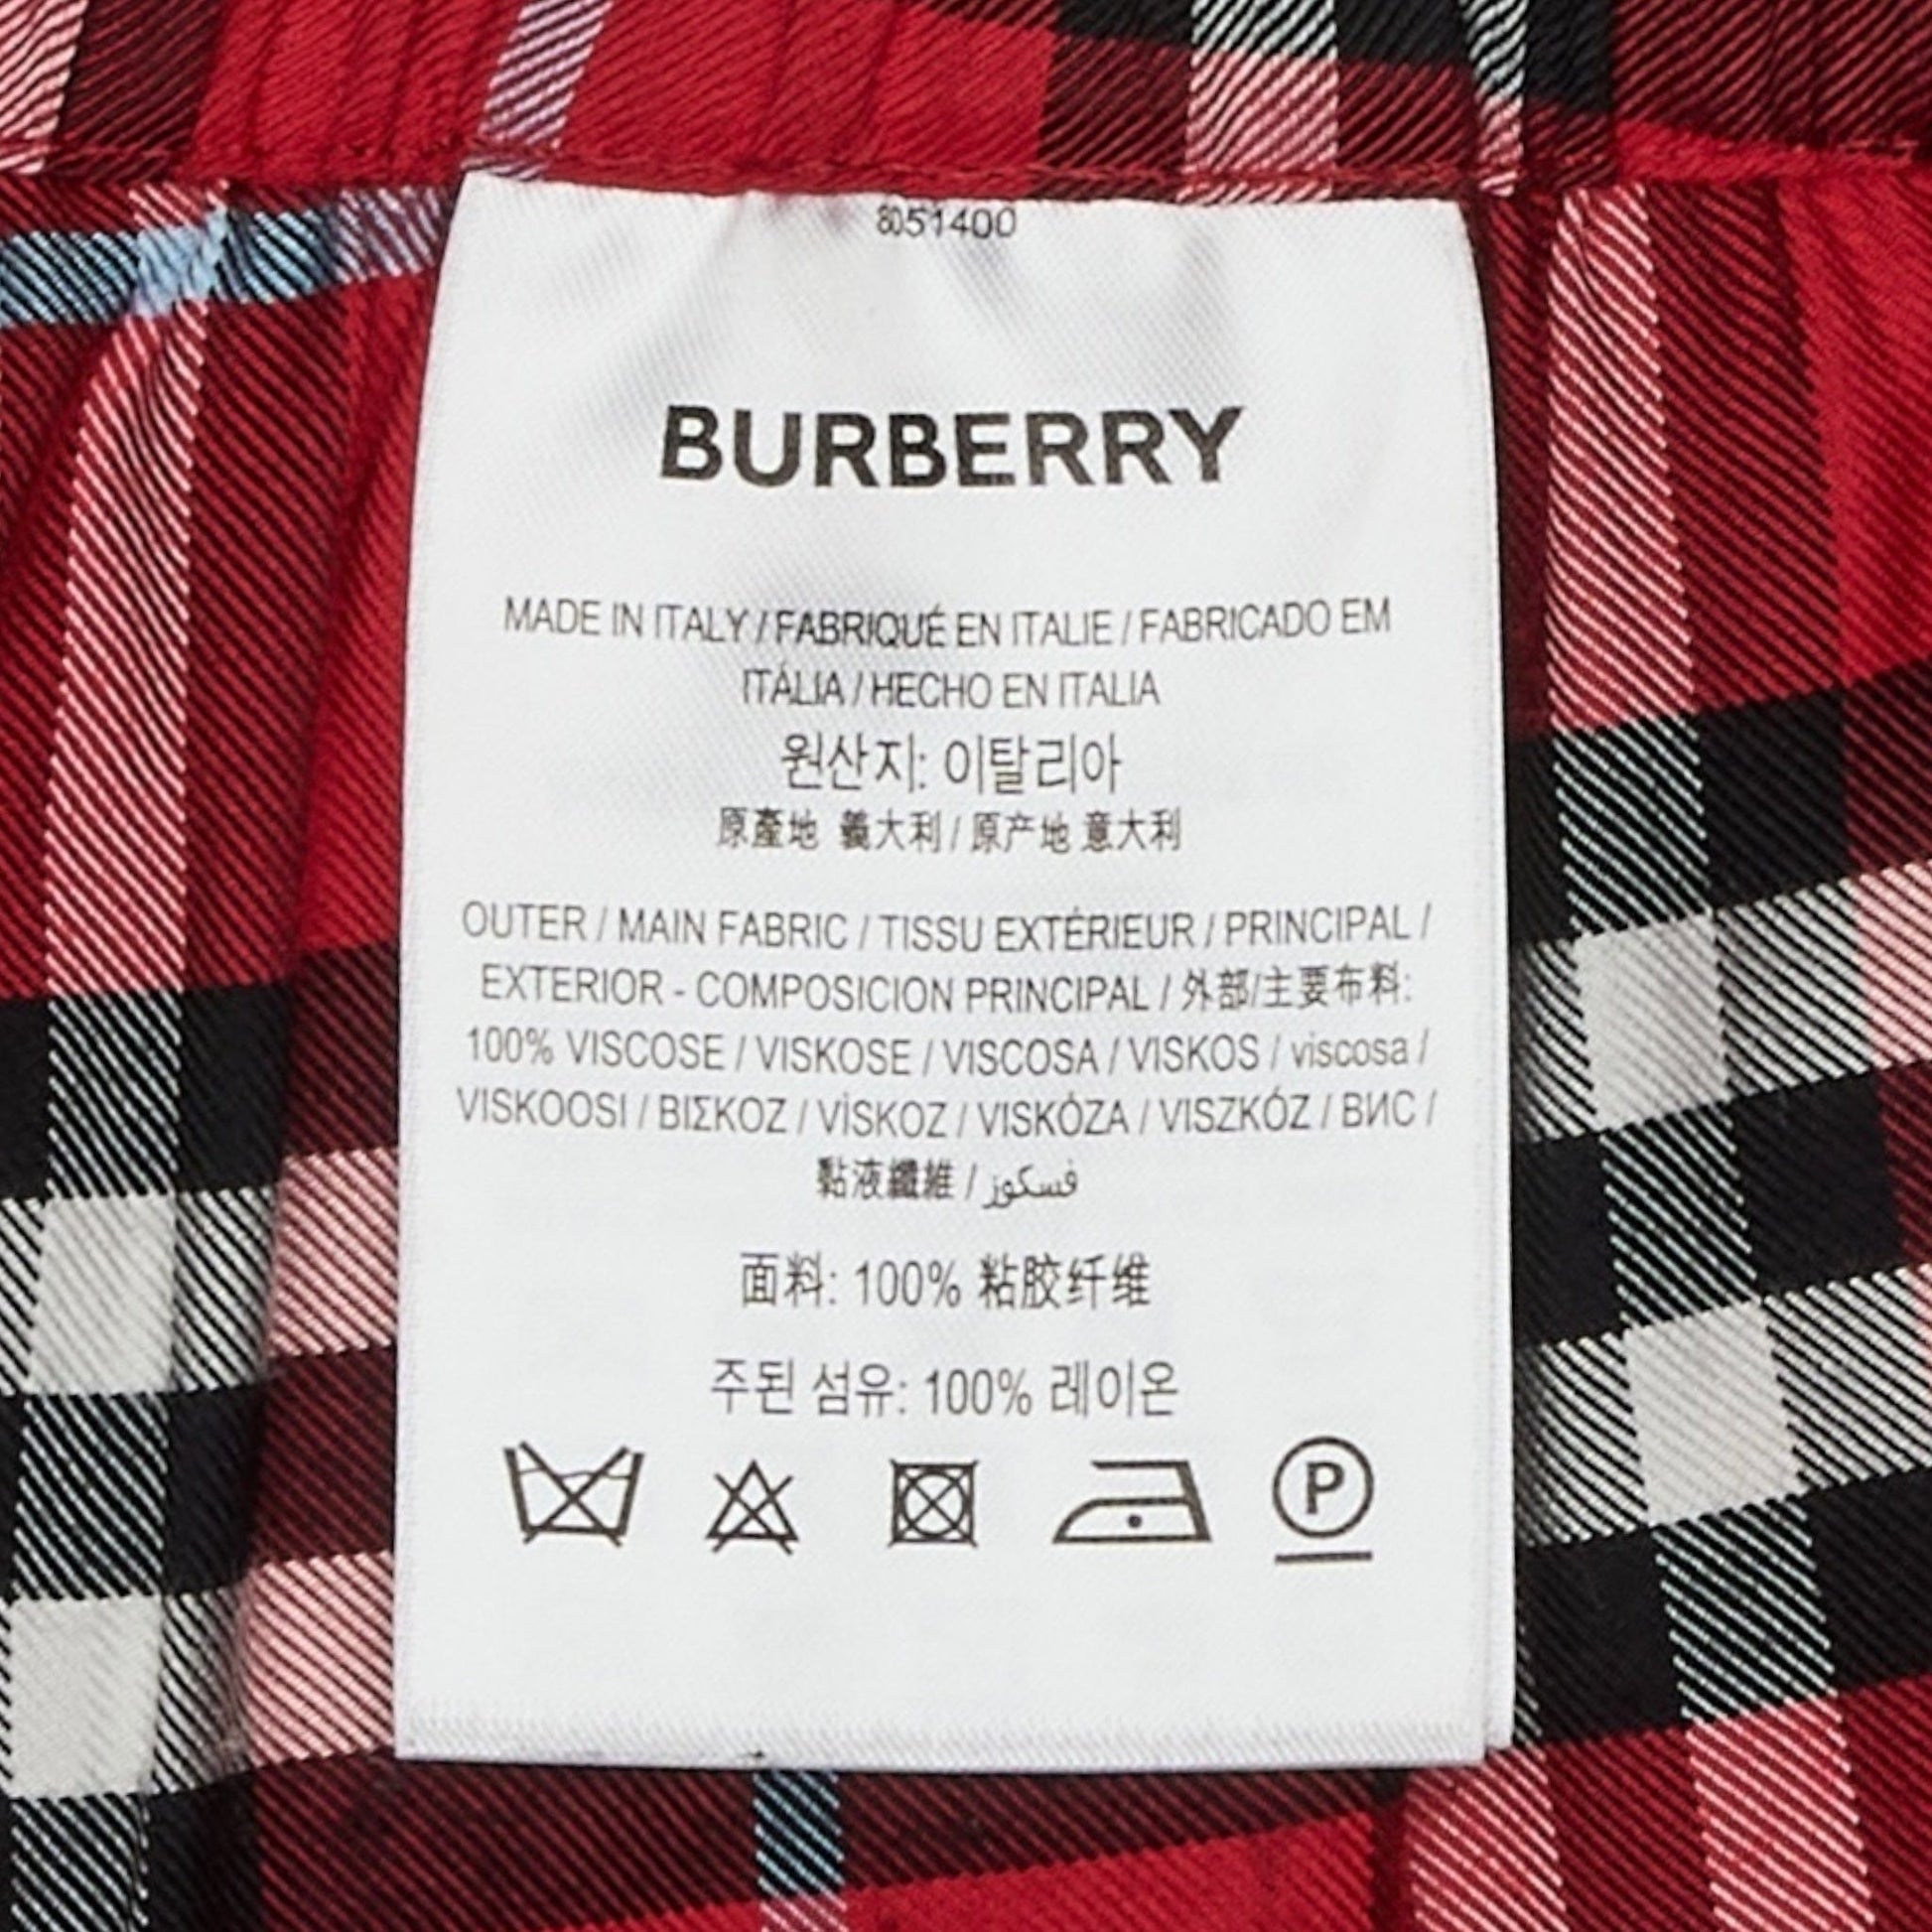 8051400
BURBERRY
MADE IN ITALY / FABRIQUÉ EN ITALIE / FABRICADO EM
ITÁLIA / HECHO EN ITALIA
원산지: 이탈리아
原產地 義大利 / 原产地 意大利
OUTER / MAIN FABRIC / TISSU EXTÉRIEUR / PRINCIPAL /
EXTERIOR - COMPOSICION PRINCIPAL / 外部/主要布料:
100% VISCOSE / VISKOSE / VISCOSA / VISKOS / viscosa /
VISKOOSI / ΒΙΣΚΟΖ / VİSKOZ / VISKÓZA / VISZKÓZ / ВИС /
黏液纖維 / فسكوز
面料: 100% 粘胶纤维
주된 섬유: 100% 레이온
P